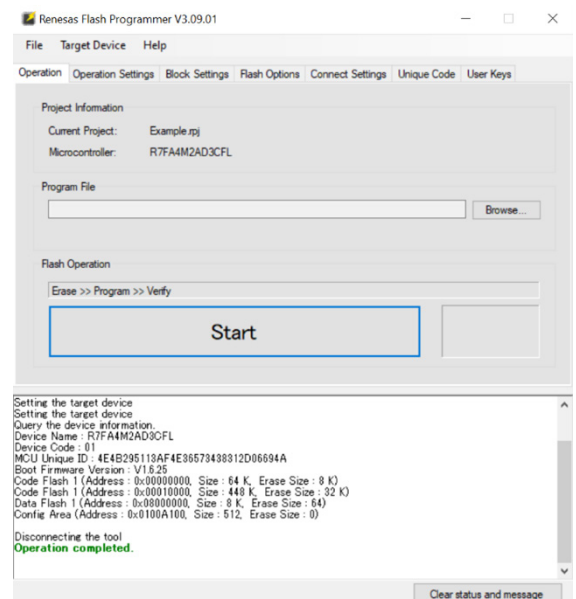 Renesas Flash Programmer V3.09.01
File Target Device Help
Operation Operation Settings Block Settings Flash Options Connect Settings Unique Code User Keys
Project Information
Current Project: Example.rpj
Microcontroller: R7FA4M2AD3CFL
Program File
Browse...
Flash Operation
Erase >> Program >> Verify
Start
Setting the target device
Setting the target device
Query the device information.
Device Name : R7FA4M2AD3CFL
Device Code : 01
MCU Unique ID : 4E4B295113AF4E36573438312D06694A
Boot Firmware Version : V1.6.25
Code Flash 1 (Address : 0x00000000, Size : 64 K, Erase Size : 8 K)
Code Flash 1 (Address : 0x00010000, Size : 448 K, Erase Size : 32 K)
Data Flash 1 (Address : 0x08000000, Size : 8 K, Erase Size : 64)
Config Area (Address : 0x0100A100, Size : 512, Erase Size : 0)
Disconnecting the tool
Operation completed.
Clear status and message